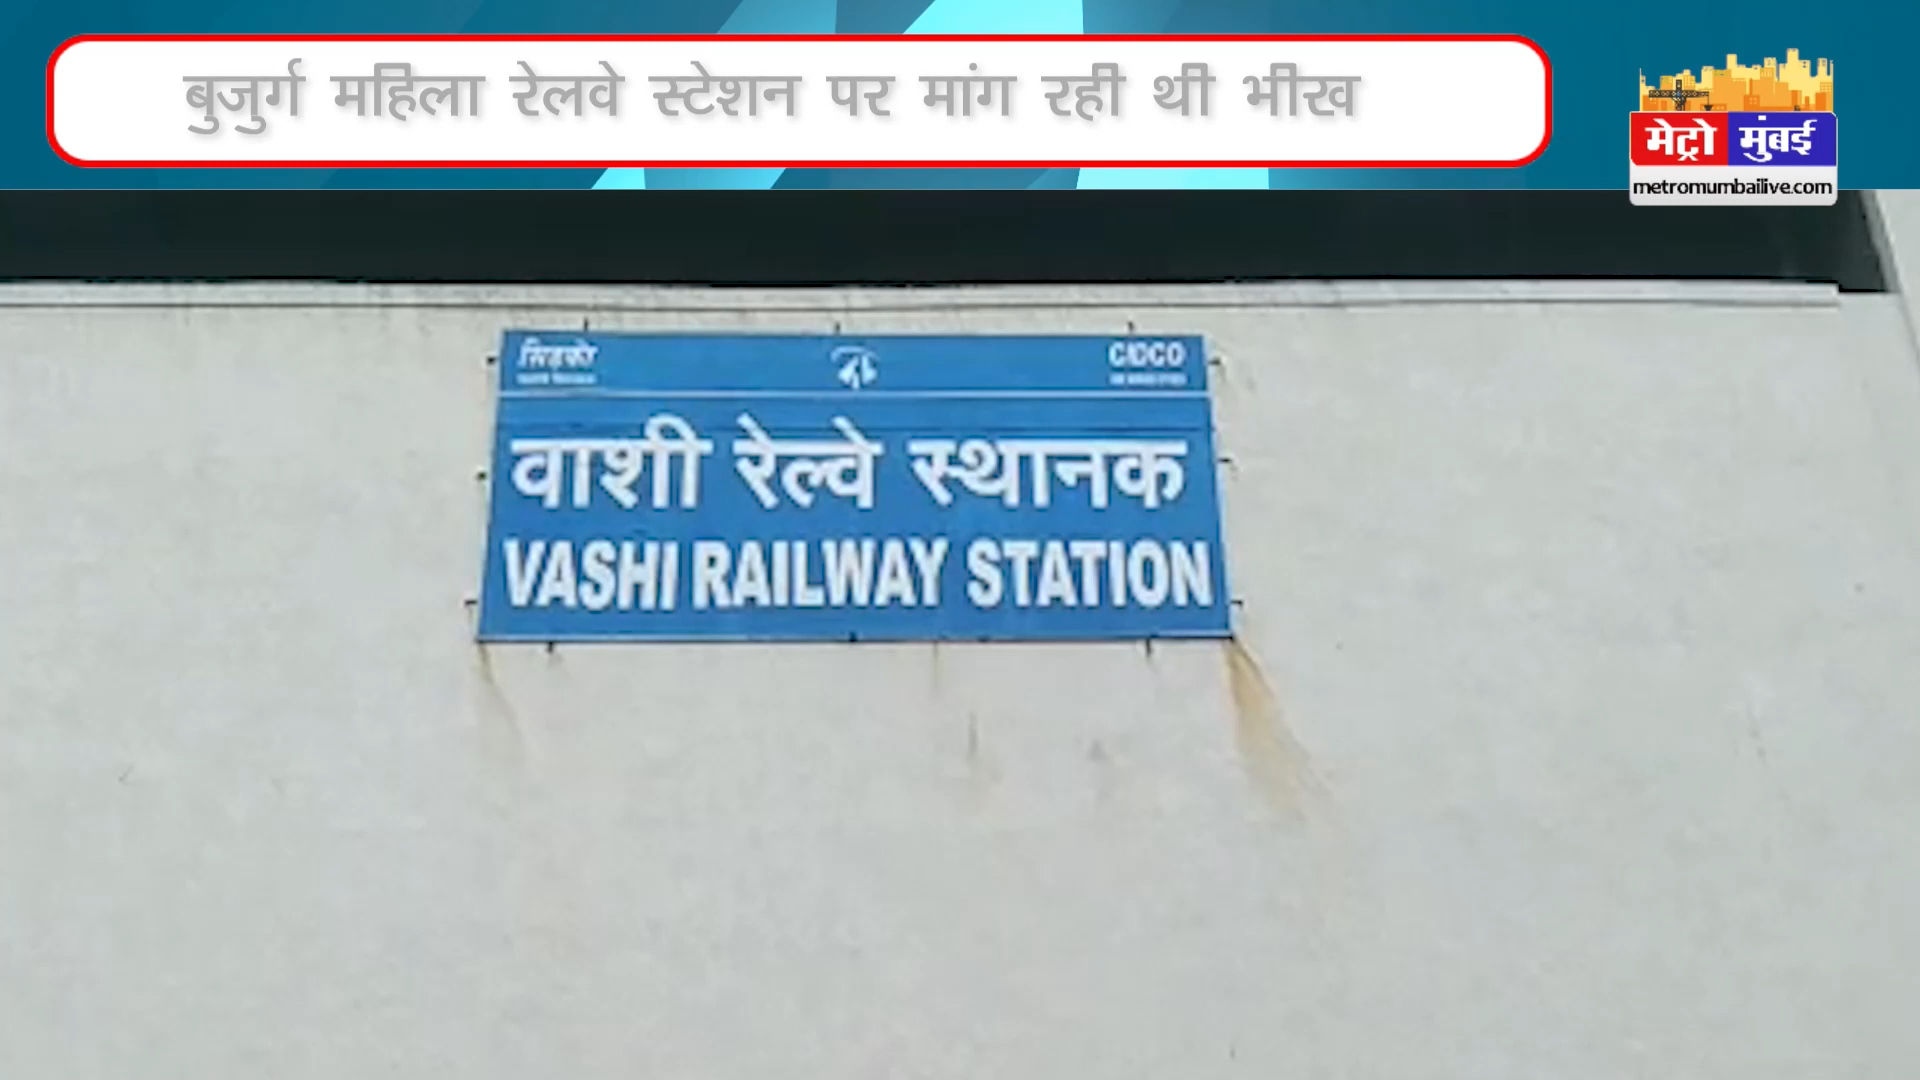 बुजुर्ग महिला रेलवे स्टेशन पर मांग रही थी भीख
मेट्रो मुंबई
metromumbailive.com
सिडको
CIDCO
वाशी रेल्वे स्थानक
VASHI RAILWAY STATION